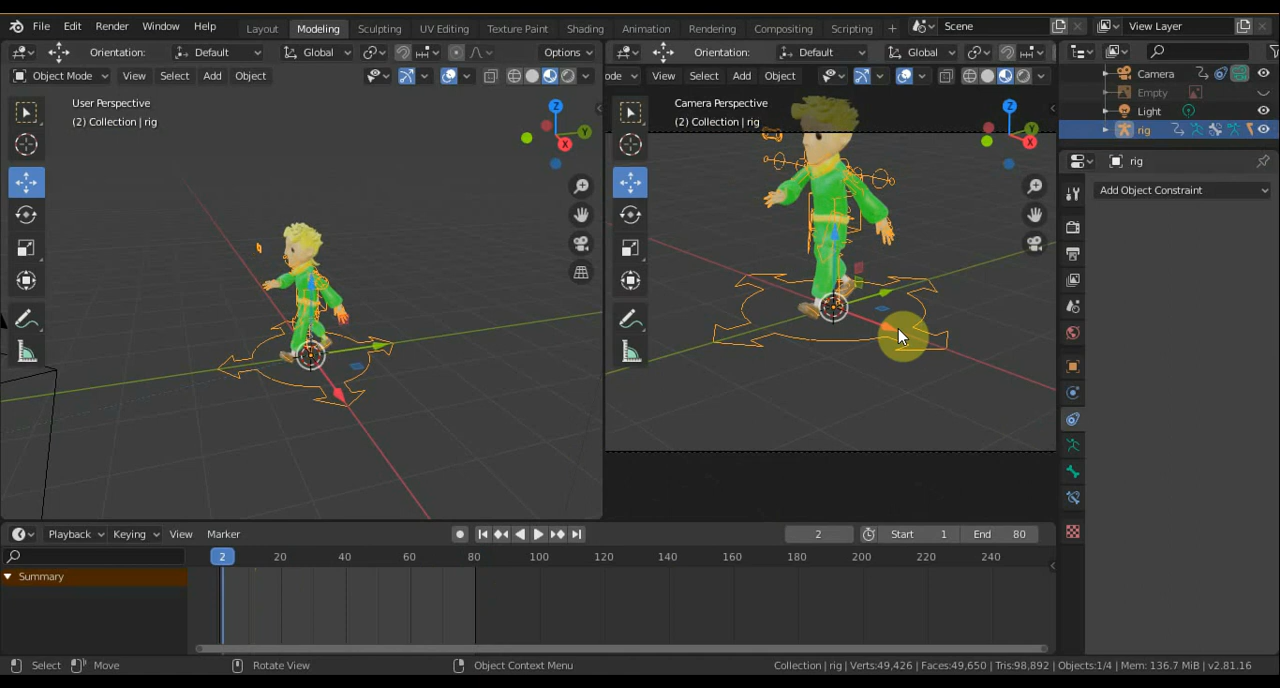 File Edit Render Window Help Layout Modeling Sculpting UV Editing Texture Paint Shading Animation Rendering Compositing Scripting + Scene View Layer
Orientation: Default Global Options
Orientation: Default Global
Object Mode View Select Add Object
ode View Select Add Object
User Perspective
(2) Collection | rig
Z
Y
X
Camera Perspective
(2) Collection | rig
Z
X
Camera
Empty
Light
rig
rig
Add Object Constraint
Playback Keying View Marker 2 Start 1 End 80
2 20 40 60 80 100 120 140 160 180 200 220 240
Summary
Select Move Rotate View Object Context Menu Collection | rig | Verts:49,426 | Faces:49,650 | Tris:98,892 | Objects:1/4 | Mem: 136.7 MiB | v2.81.16